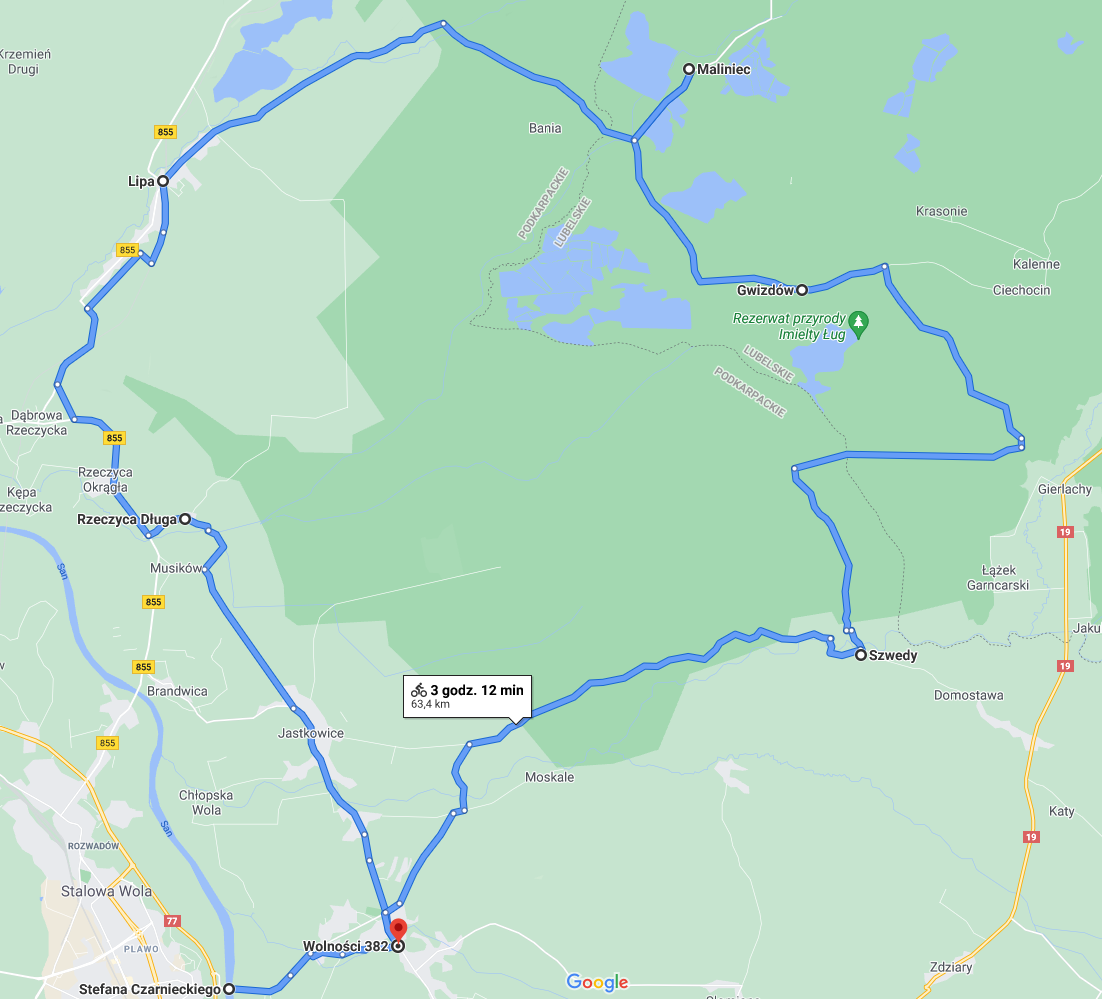 Krzemień
Drugi
Maliniec
855
Bania
Lipa
PODKARPACKIE
LUBELSKIE
Krasonie
855
Kalenne
Gwizdów
Ciechocin
Rezerwat przyrody
Imielty Ług
LUBELSKIE
PODKARPACKIE
Dąbrowa
Rzeczycka
855
Rzeczyca
Okrągła
Kępa
zeczycka
Gierlachy
Rzeczyca Długa
19
San
Musików
Łążek
Garncarski
855
Jaku
Szwedy
855
19
Brandwica
3 godz. 12 min
63,4 km
Domostawa
Jastkowice
855
Moskale
Chłopska
Wola
Katy
San
19
ROZWADÓW
Stalowa Wola
77
PŁAWO
Wolności 382
Zdziary
Stefana Czarnieckiego
Google